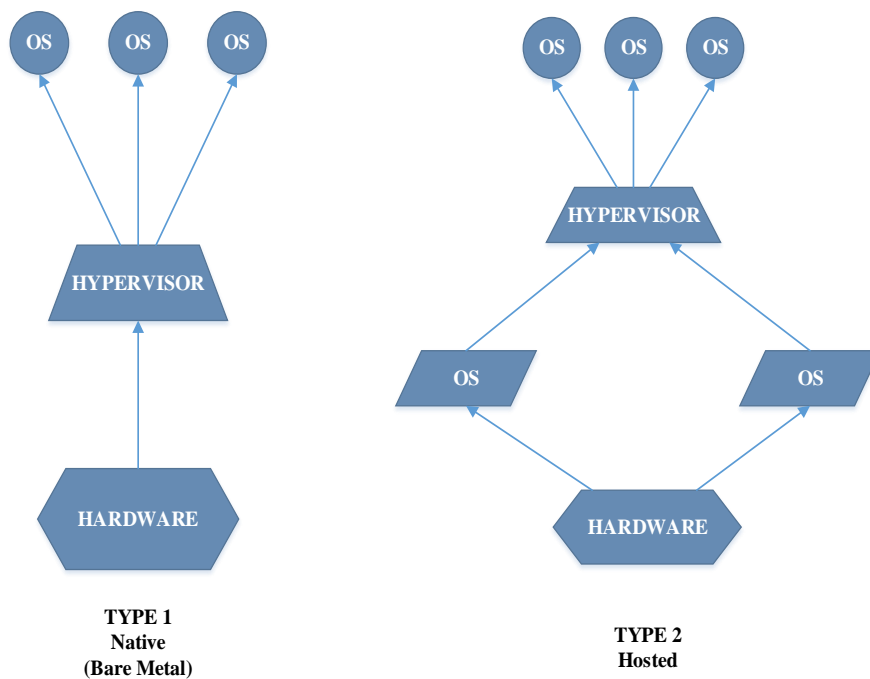 OS
OS
OS
HYPERVISOR
HARDWARE
TYPE 1
Native
(Bare Metal)
OS
OS
OS
HYPERVISOR
OS
OS
HARDWARE
TYPE 2
Hosted